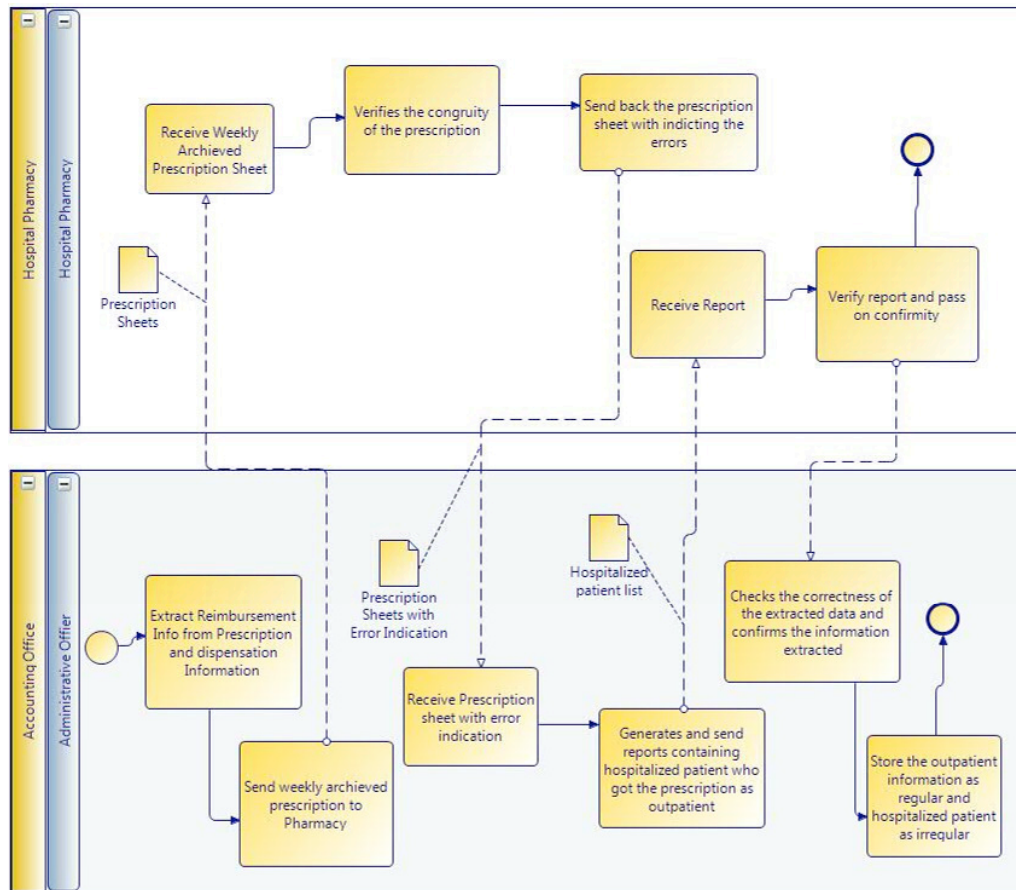 Hospital Pharmacy
Hospital Pharmacy
Receive Weekly
Archieved
Prescription Sheet
Verifies the congruity
of the prescription
Send back the prescription
sheet with indicting the
errors
Prescription
Sheets
Receive Report
Verify report and pass
on confirmity
Accounting Office
Administrative Offier
Extract Reimbursement
Info from Prescription
and dispensation
Information
Send weekly archieved
prescription to
Pharmacy
Prescription
Sheets with
Error Indication
Receive Prescription
sheet with error
indication
Hospitalized
patient list
Generates and send
reports containing
hospitalized patient who
got the prescription as
outpatient
Checks the correctness of
the extracted data and
confirms the information
extracted
Store the outpatient
information as
regular and
hospitalized patient
as irregular